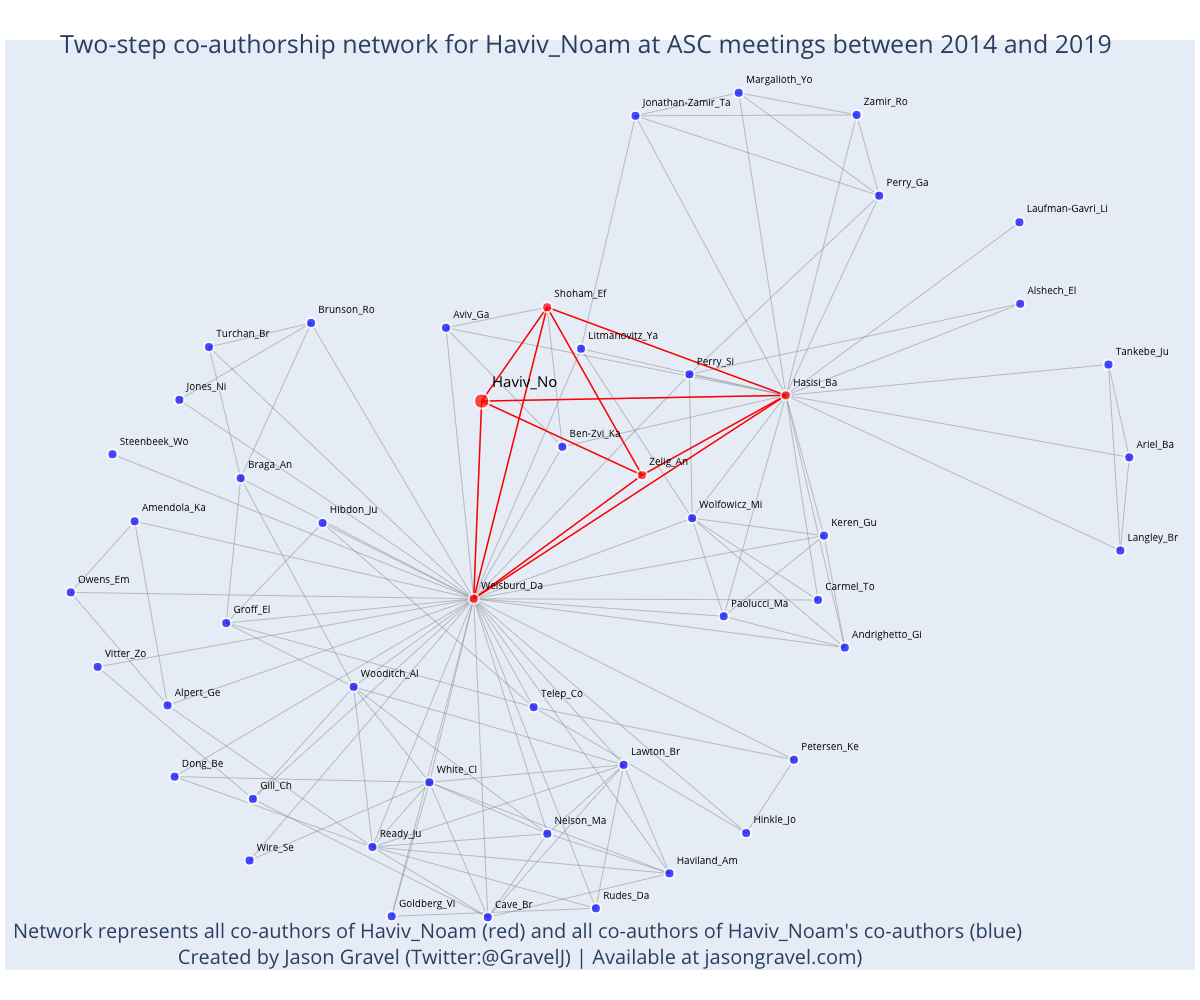 Two-step co-authorship network for Haviv_Noam at ASC meetings between 2014 and 2019
Margalioth_Yo
Jonathan-Zamir_Ta
Zamir_Ro
Perry_Ga
Laufman-Gavri_Li
Shoham_Ef
Alshech_El
Brunson_Ro
Aviv_Ga
Turchan_Br
Litmanovitz_Ya
Perry_Si
Tankebe_Ju
Haviv_No
Hasisi_Ba
Jones_Ni
Steenbeek_Wo
Ben-Zvi_Ka
Ariel_Ba
Braga_An
Zelig_An
Amendola_Ka
Hibdon_Ju
Wolfowicz_Mi
Keren_Gu
Langley_Br
Owens_Em
Weisburd_Da
Carmel_To
Groff_El
Paolucci_Ma
Andrighetto_Gi
Vitter_Zo
Wooditch_Al
Alpert_Ge
Telep_Co
Petersen_Ke
Lawton_Br
Dong_Be
White_Cl
Gill_Ch
Nelson_Ma
Hinkle_Jo
Ready_Ju
Wire_Se
Haviland_Am
Rudes_Da
Goldberg_Vi
Cave_Br
Network represents all co-authors of Haviv_Noam (red) and all co-authors of Haviv_Noam's co-authors (blue)
Created by Jason Gravel (Twitter:@GravelJ) | Available at jasongravel.com)